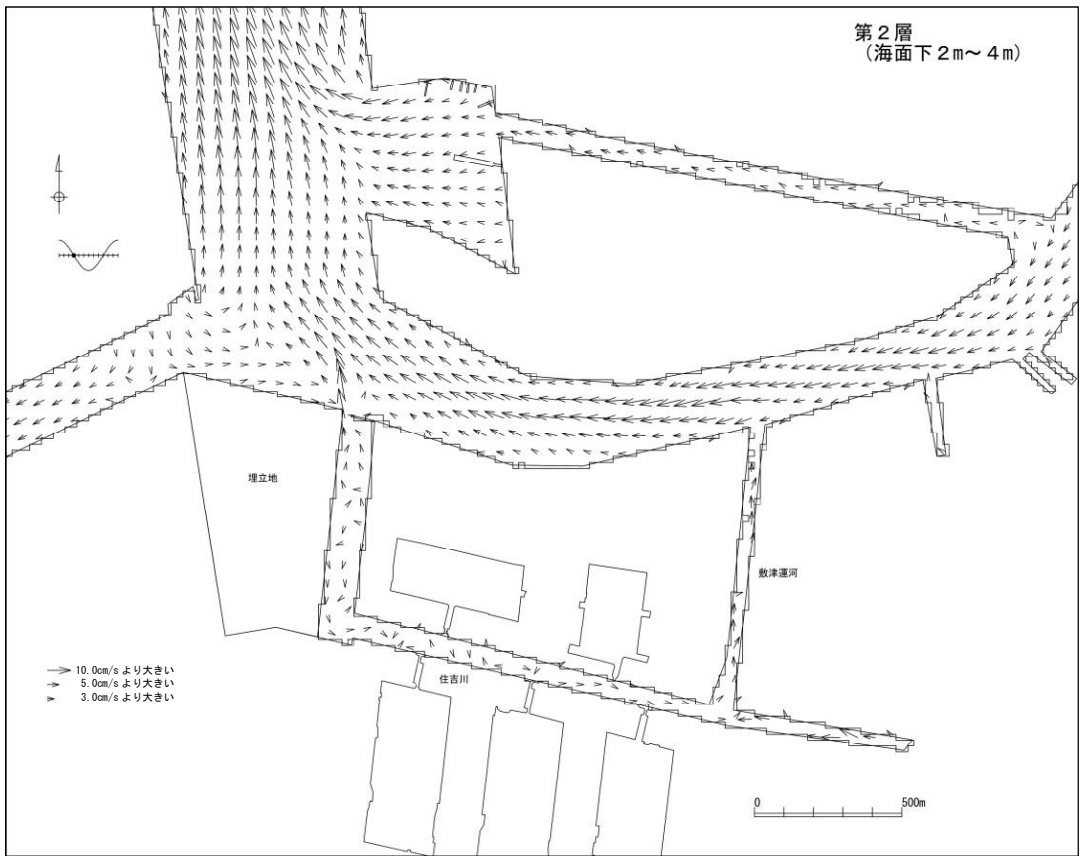 第２層
（海面下２ｍ～４ｍ）
埋立地
敷津運河
10.0cm/s より大きい
5.0cm/s より大きい
3.0cm/s より大きい
住吉川
0 500m